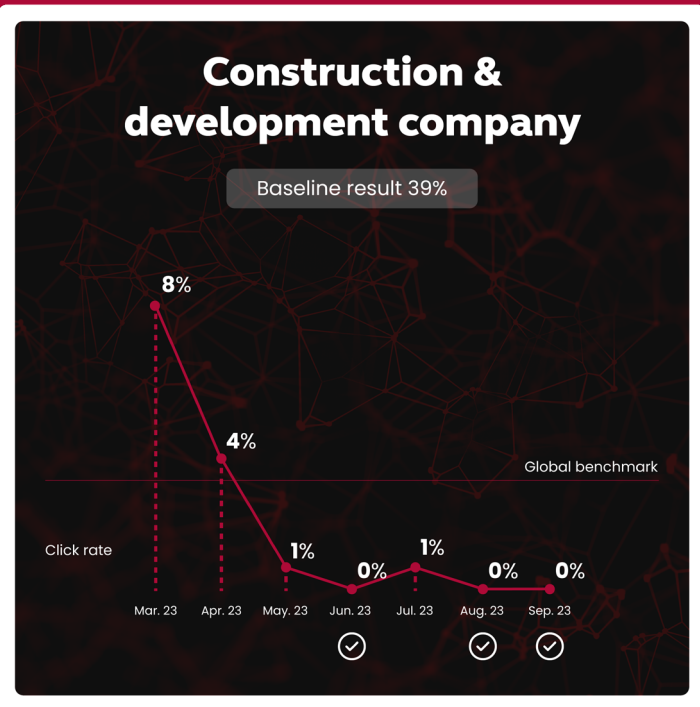 Construction &
development company
Baseline result 39%
8%
4%
Global benchmark
Click rate
1%
0%
1%
0%
0%
Mar. 23
Apr. 23
May. 23
Jun. 23
Jul. 23
Aug. 23
Sep. 23